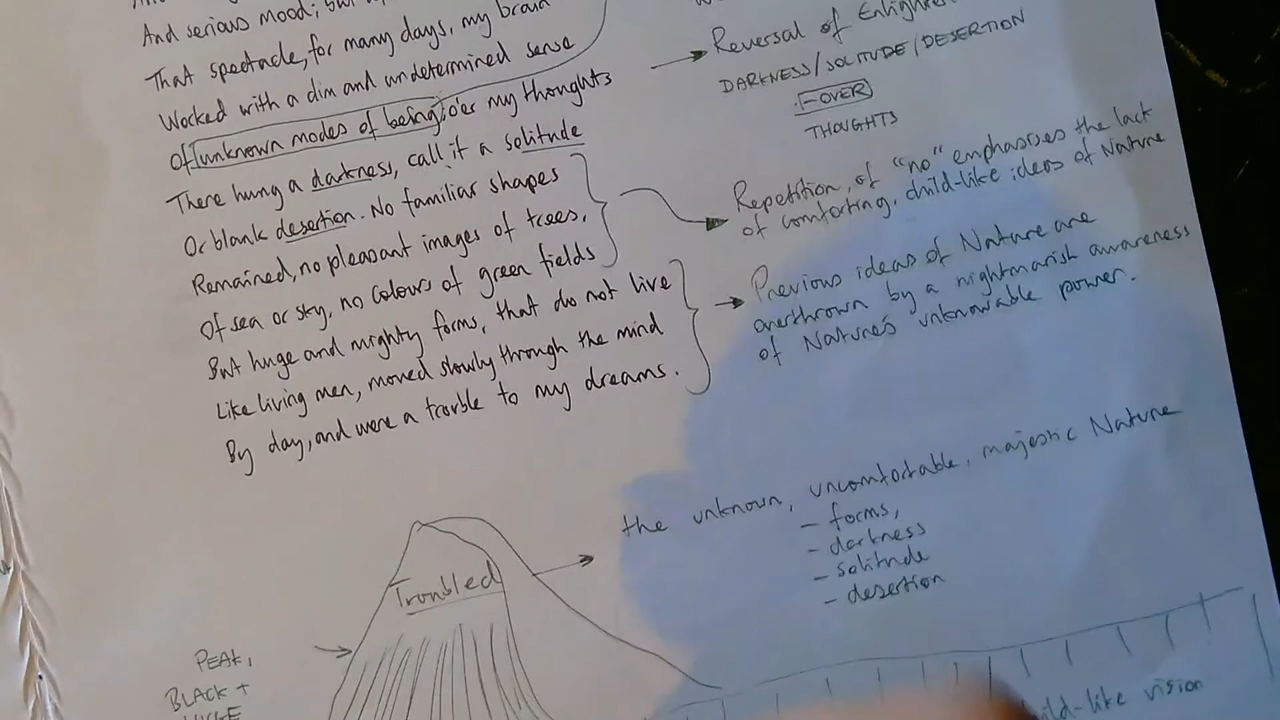 And serious mood; but
That spectacle, for many days, my brain
Worked with a dim and undetermined sense
Of unknown modes of being; o'er my thoughts
There hung a darkness, call it a solitude
Or blank desertion. No familiar shapes
Remained, no pleasant images of trees,
Of sea or sky, no colours of green fields
But huge and mighty forms, that do not live
Like living men, moved slowly through the mind
By day, and were a trouble to my dreams.
Reversal of
DARKNESS/SOLITUDE/DESERTION
OVER
THOUGHTS
Repetition of "no" emphasises the lack
of comforting, child-like ideas of Nature
Previous ideas of Nature are
overthrown by a nightmarish awareness
of Nature's unknowable power.
the unknown, uncomfortable, majestic Nature
- forms,
- darkness
- solitude
- desertion
Troubled
PEAK,
BLACK +
HUGE
child-like vision